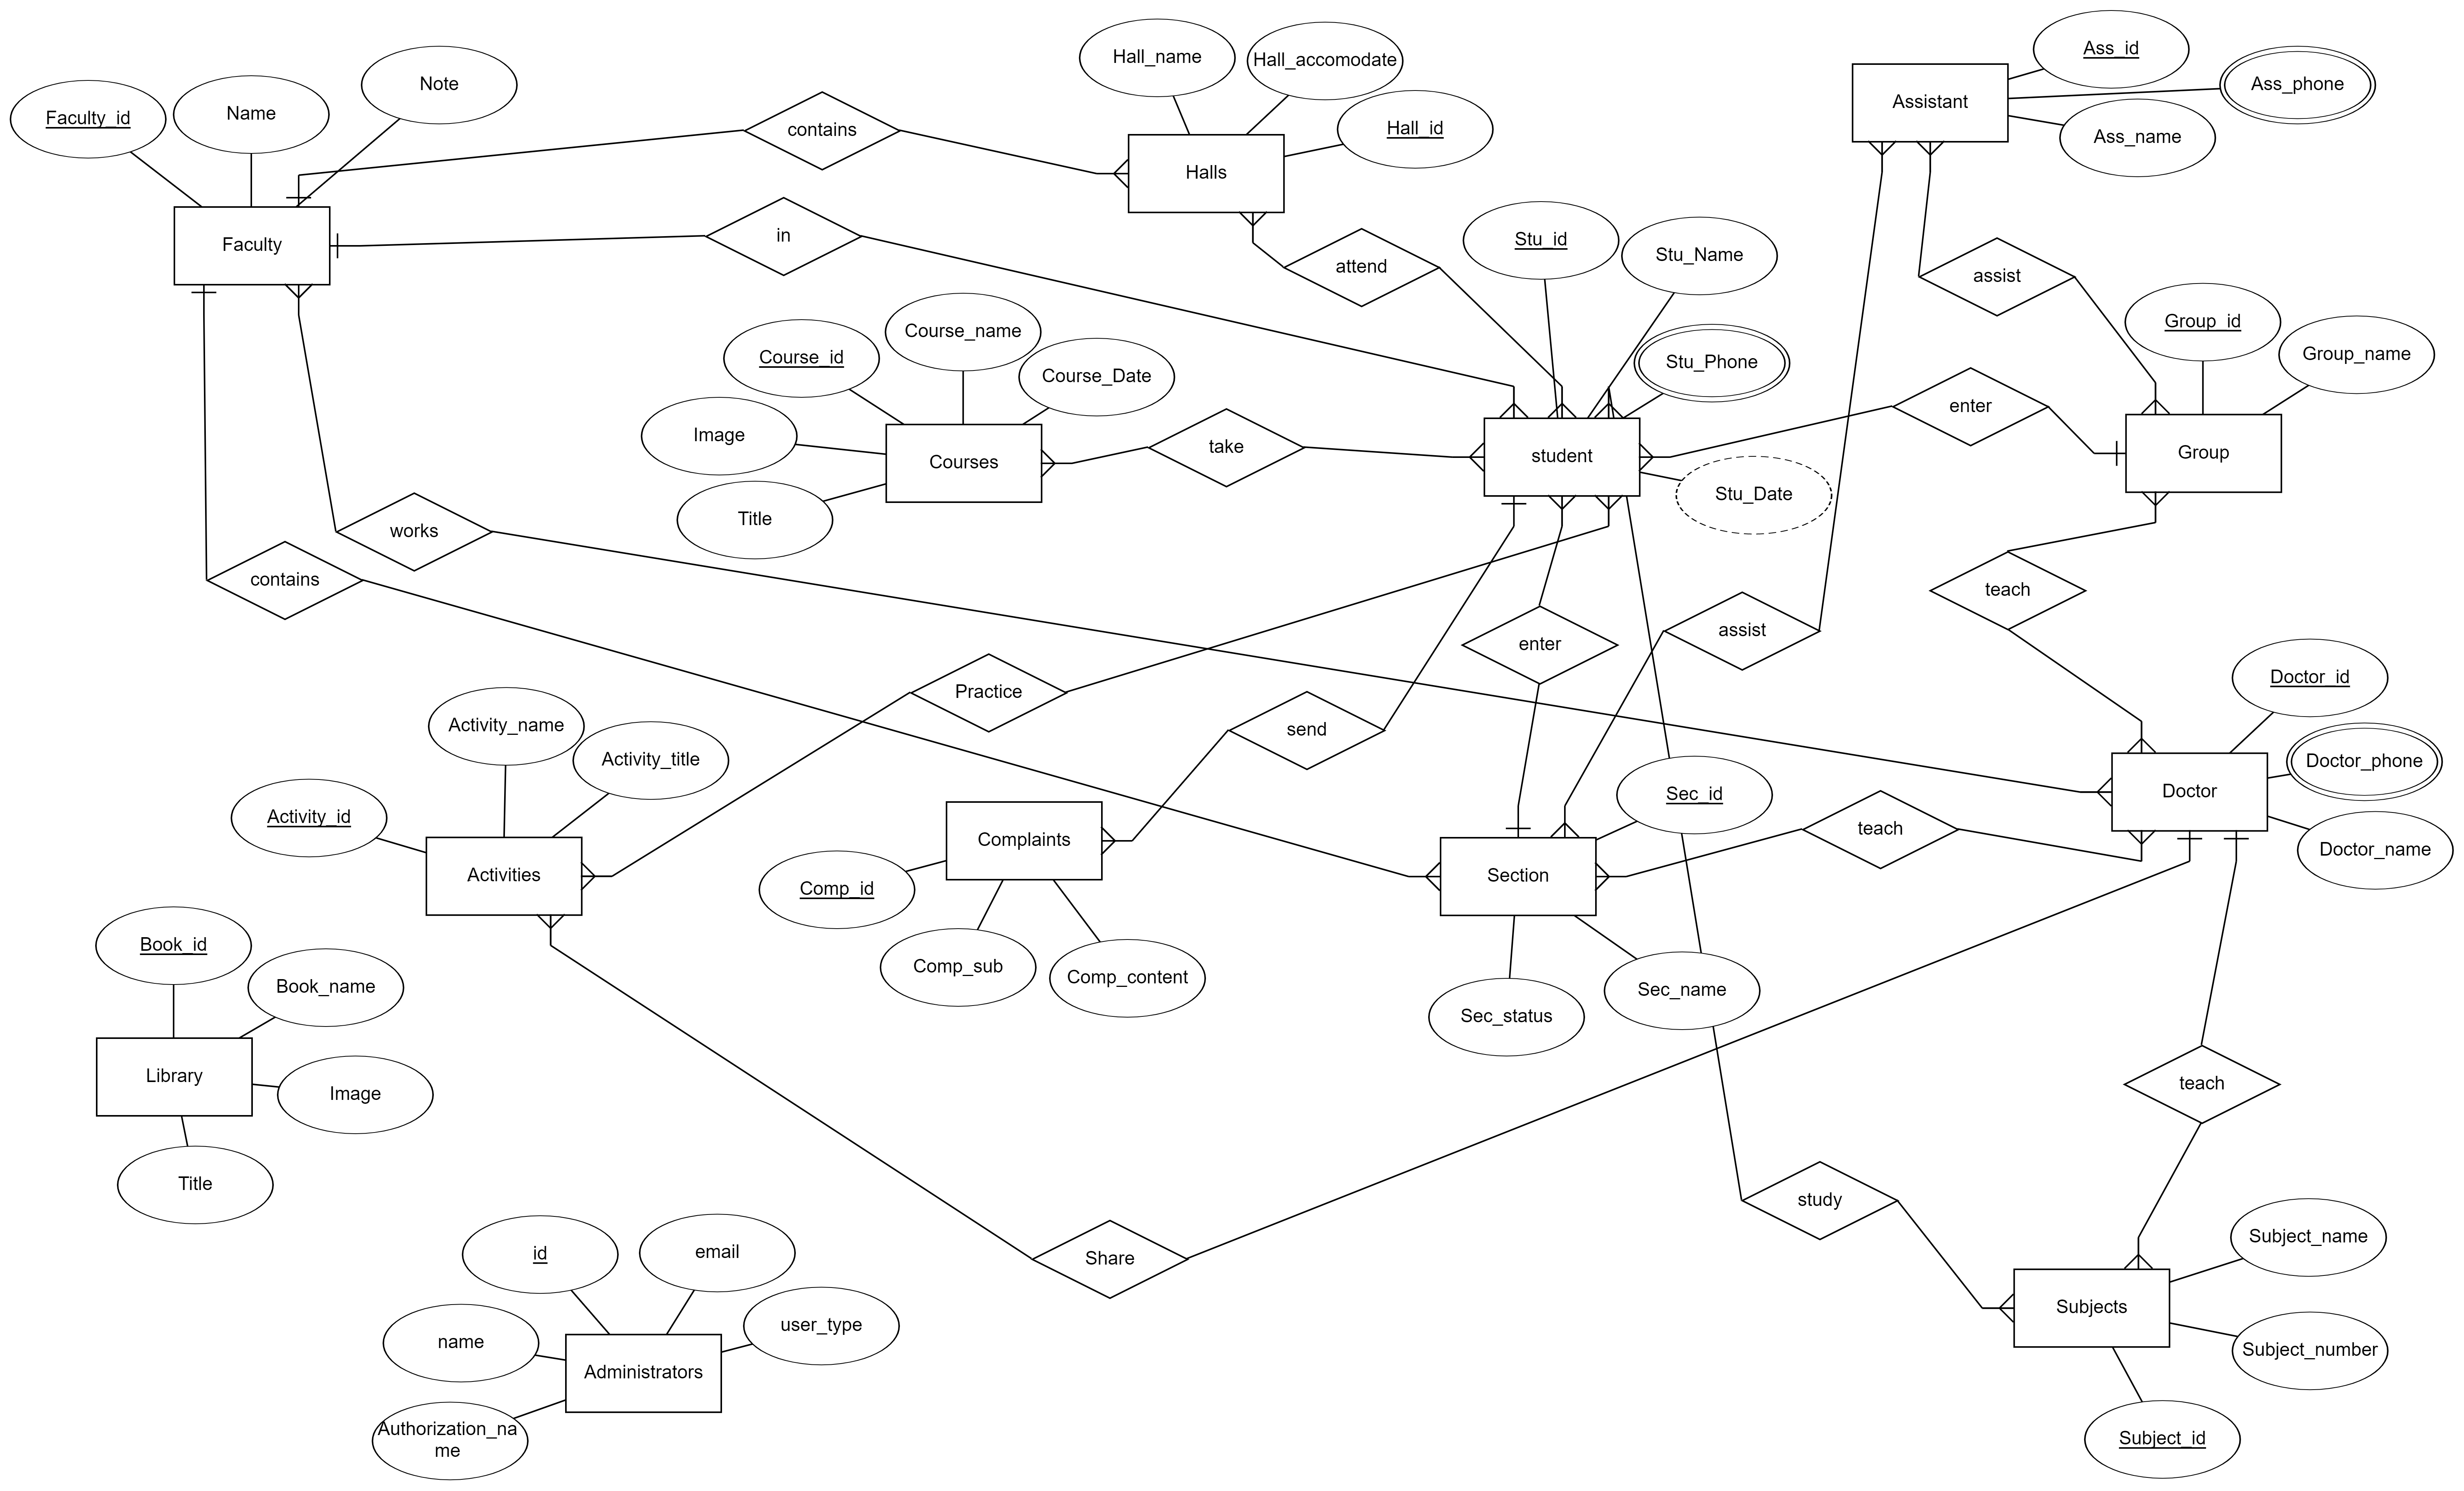 Hall_name
Hall_accomodate
Ass_id
Ass_phone
Note
Name
Faculty_id
contains
Hall_id
Assistant
Ass_name
Halls
Faculty
in
attend
Stu_id
Stu_Name
assist
Group_id
Group_name
Course_name
Course_id
Course_Date
Stu_Phone
enter
Image
Courses
take
student
Group
Title
Stu_Date
works
contains
teach
enter
assist
Practice
Doctor_id
Activity_name
Activity_title
send
Doctor_phone
Doctor
Sec_id
Activity_id
Complaints
teach
Doctor_name
Activities
Section
Comp_id
Book_id
Book_name
Comp_sub
Comp_content
Sec_status
Sec_name
Library
Image
teach
Title
study
id
email
Share
Subject_name
name
user_type
Subjects
Subject_number
Administrators
Authorization_na
me
Subject_id